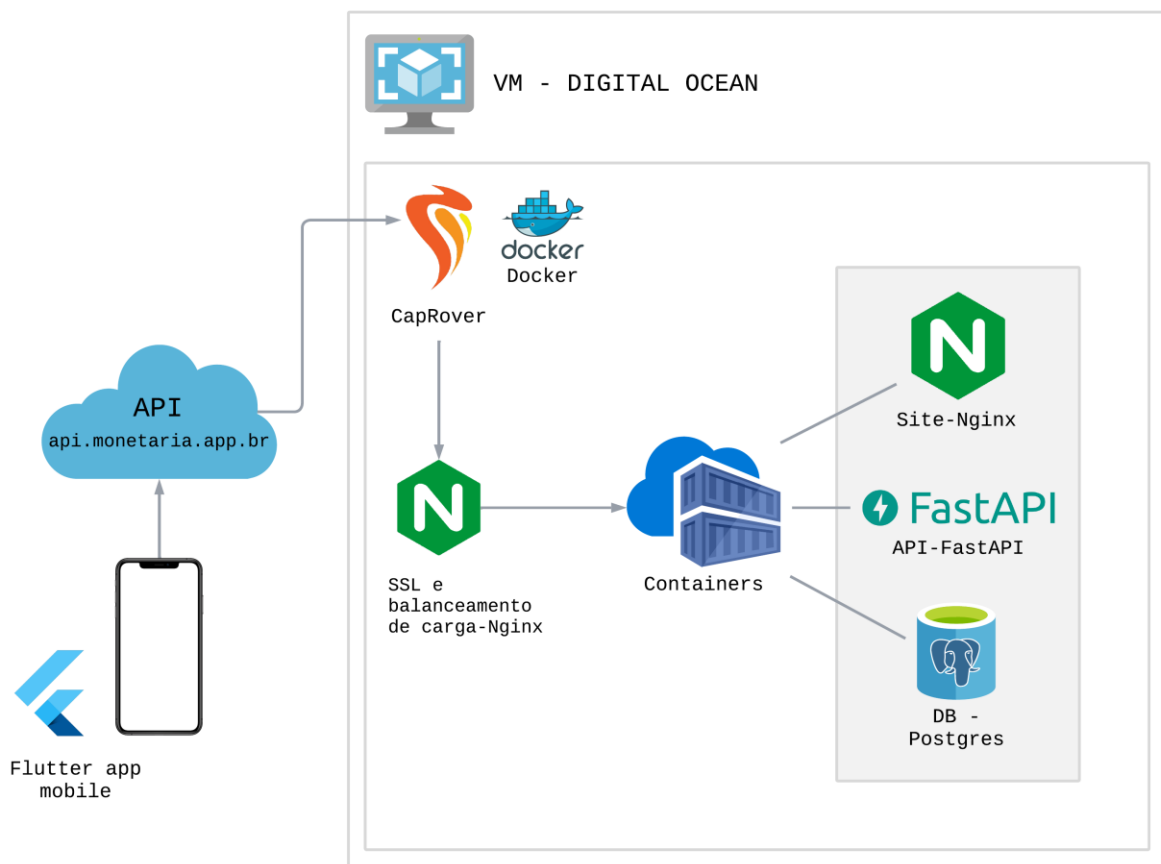 VM - DIGITAL OCEAN
docker
Docker
CapRover
API
api.monetaria.app.br
Site-Nginx
FastAPI
API-FastAPI
SSL e
balanceamento
de carga-Nginx
Containers
DB -
Postgres
Flutter app
mobile